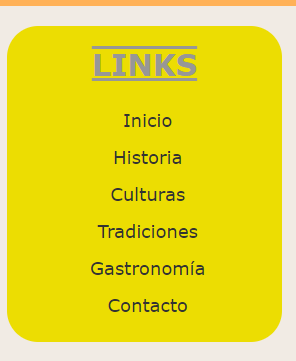 LINKS
Inicio
Historia
Culturas
Tradiciones
Gastronomía
Contacto